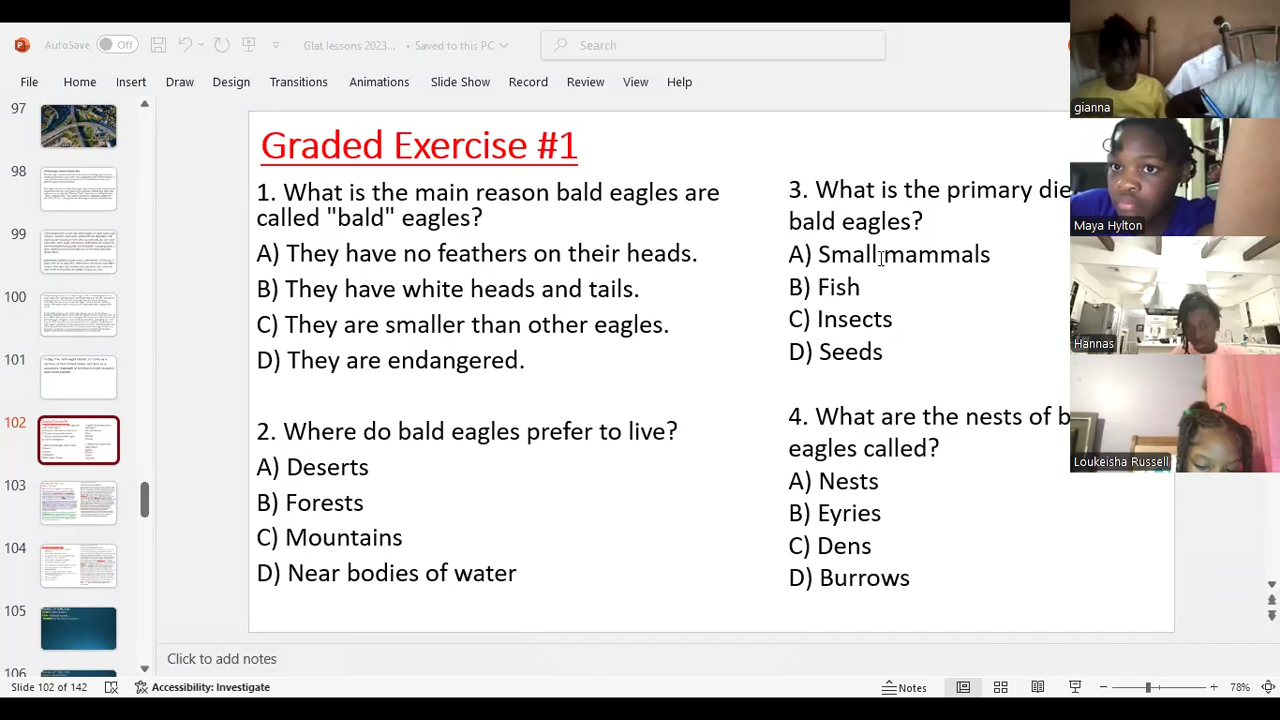 AutoSave Off Glat lessons 2023... • Saved to this PC Search
File Home Insert Draw Design Slide Show Transitions Animations Record Review View Help
97
98
99
100
101
102
103
104
105
106
Graded Exercise #1
1. What is the main reason bald eagles are
called "bald" eagles?
A) They have no feathers on their heads.
B) They have white heads and tails.
C) They are smaller than other eagles.
D) They are endangered.
2. Where do bald eagles prefer to live?
A) Deserts
B) Forests
C) Mountains
D) Near bodies of water
3. What is the primary die
bald eagles?
A) Small mammals
B) Fish
C) Insects
D) Seeds
4. What are the nests of b
eagles called?
A) Nests
B) Eyries
C) Dens
D) Burrows
gianna
Maya Hylton
Hannas
Loukeisha Russell
Click to add notes
Slide 102 of 142 Accessibility: Investigate Notes 78%